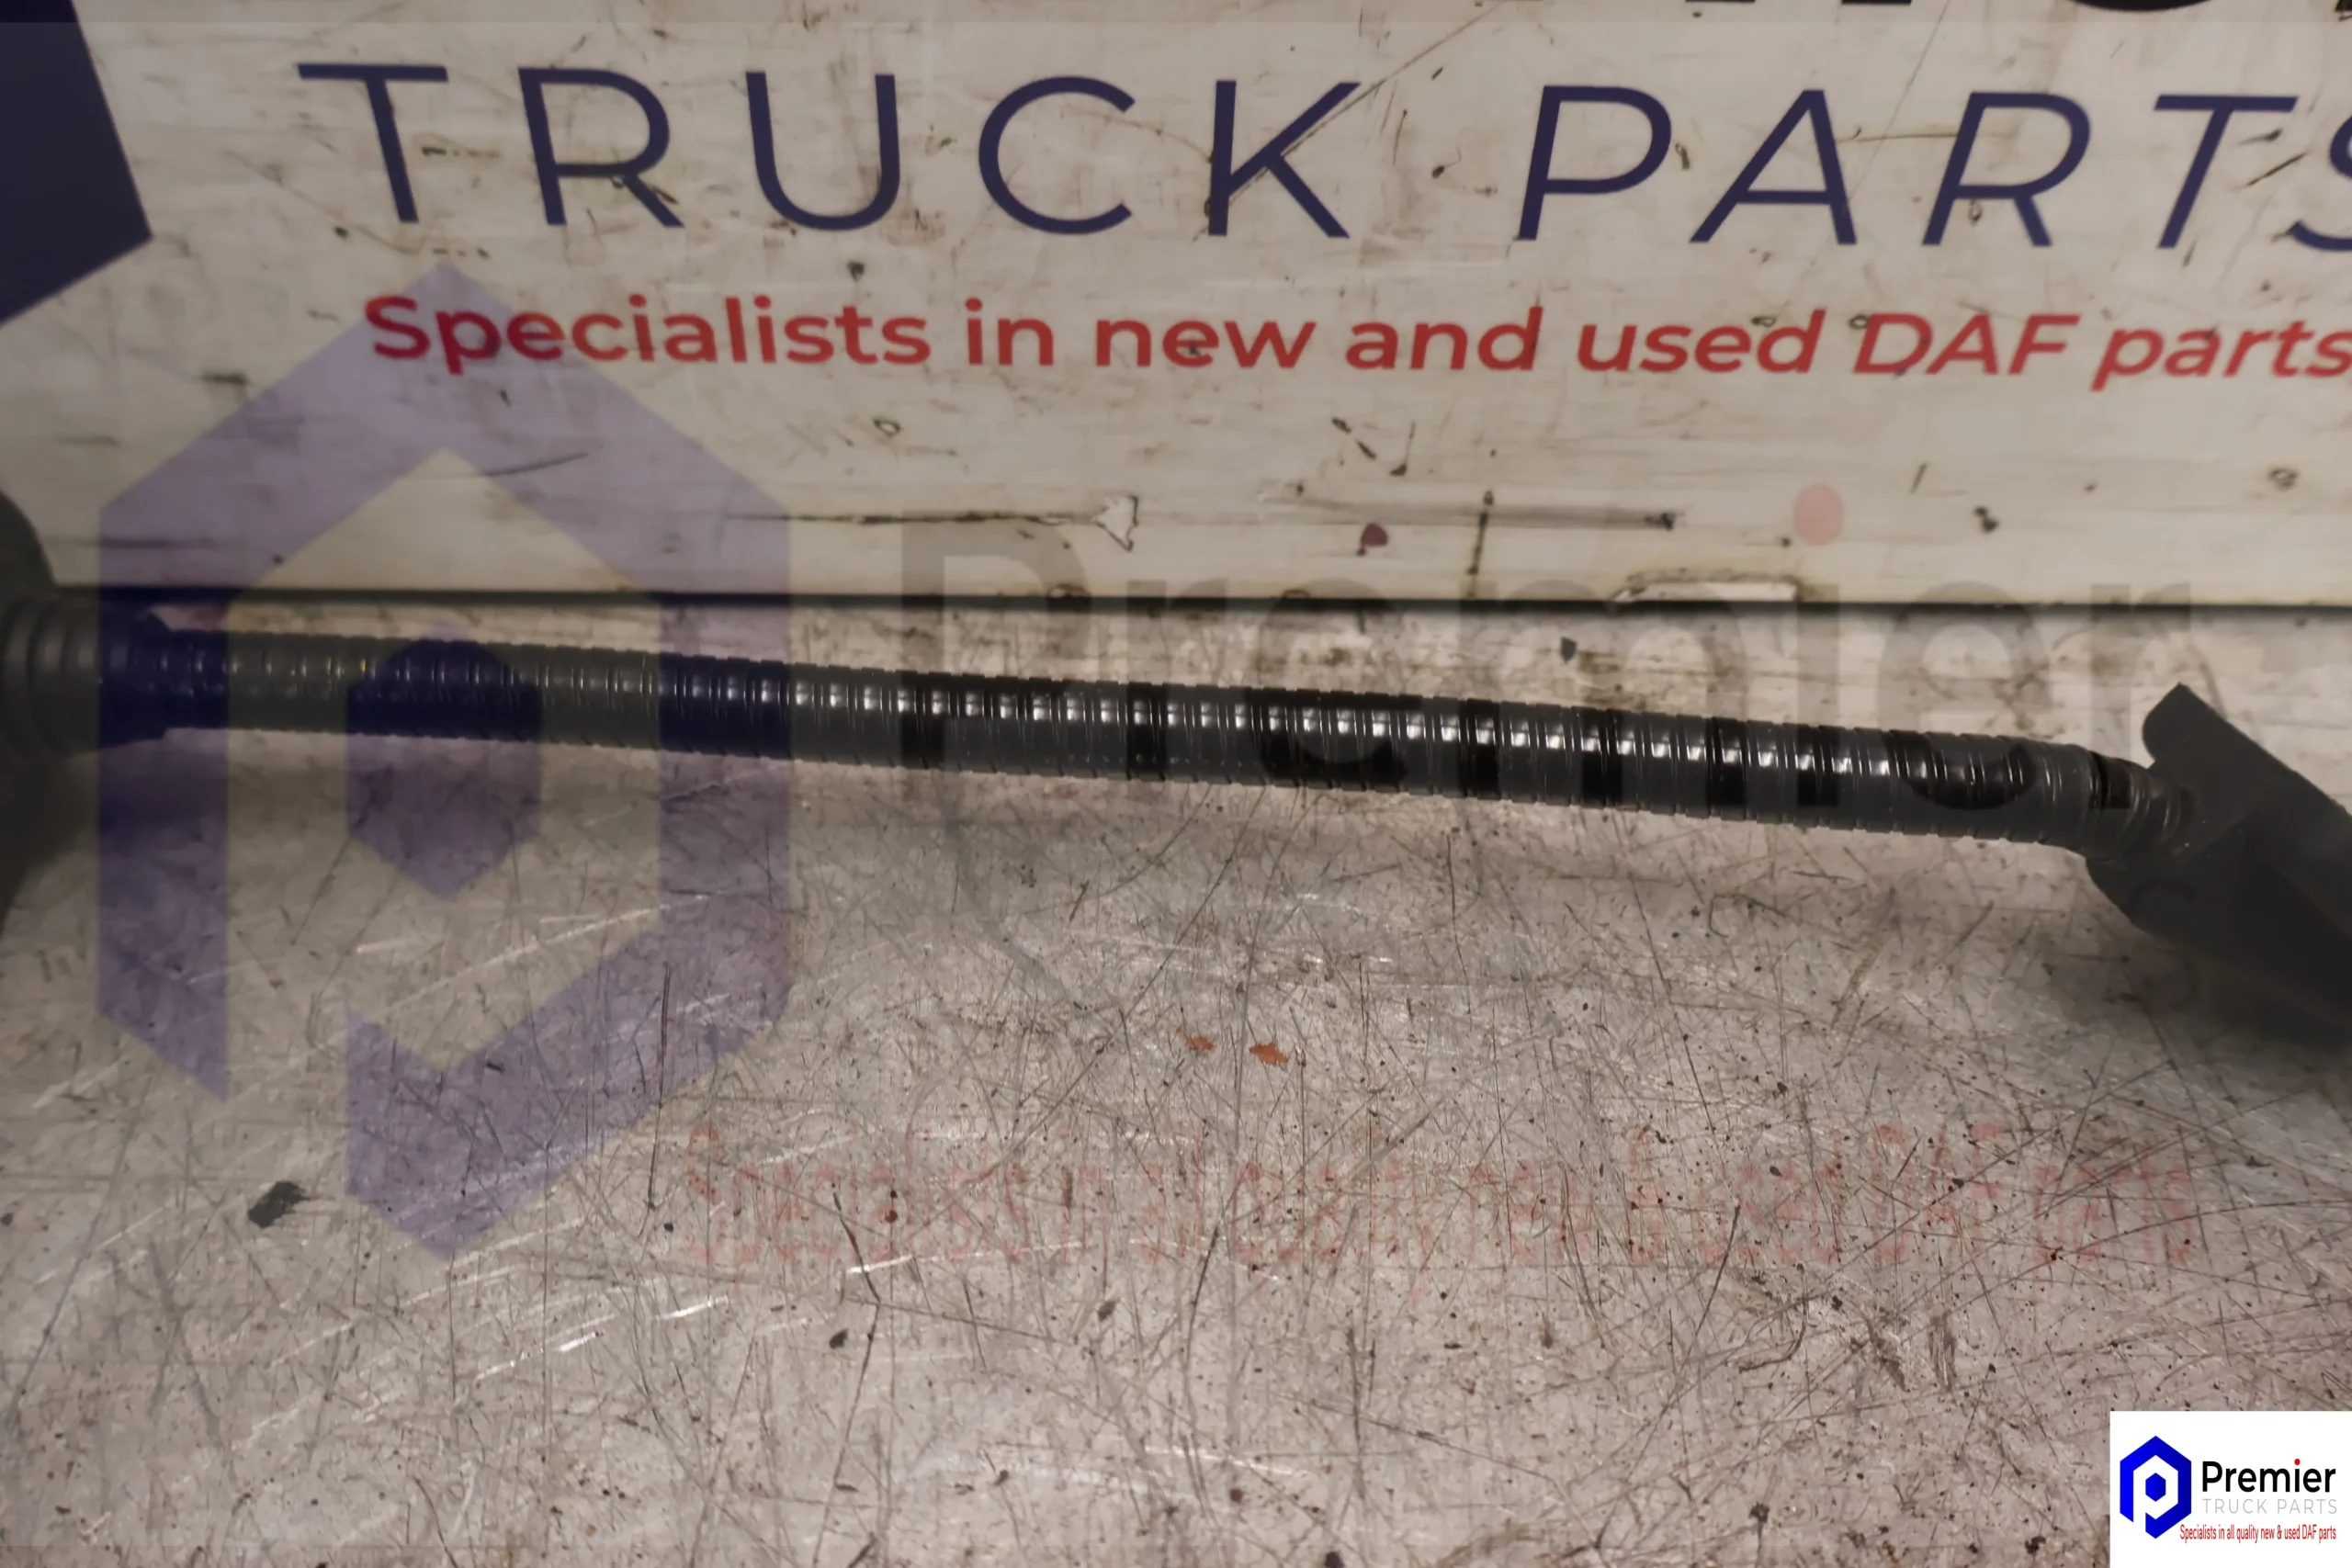 TRUCK PARTS
Specialists in new and used DAF parts
Premier
Specialists in all quality new & used DAF parts
Premier
TRUCK PARTS
Specialists in all quality new & used DAF parts